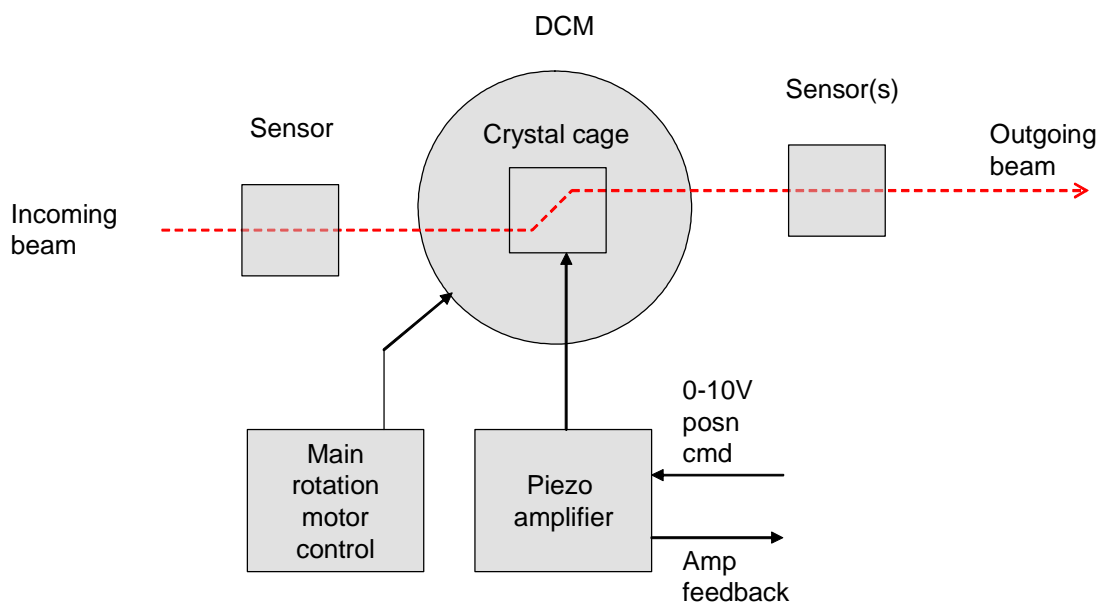 DCM
Sensor(s)
Sensor
Crystal cage
Outgoing
beam
Incoming
beam
0-10V
posn
cmd
Main
rotation
motor
control
Piezo
amplifier
Amp
feedback